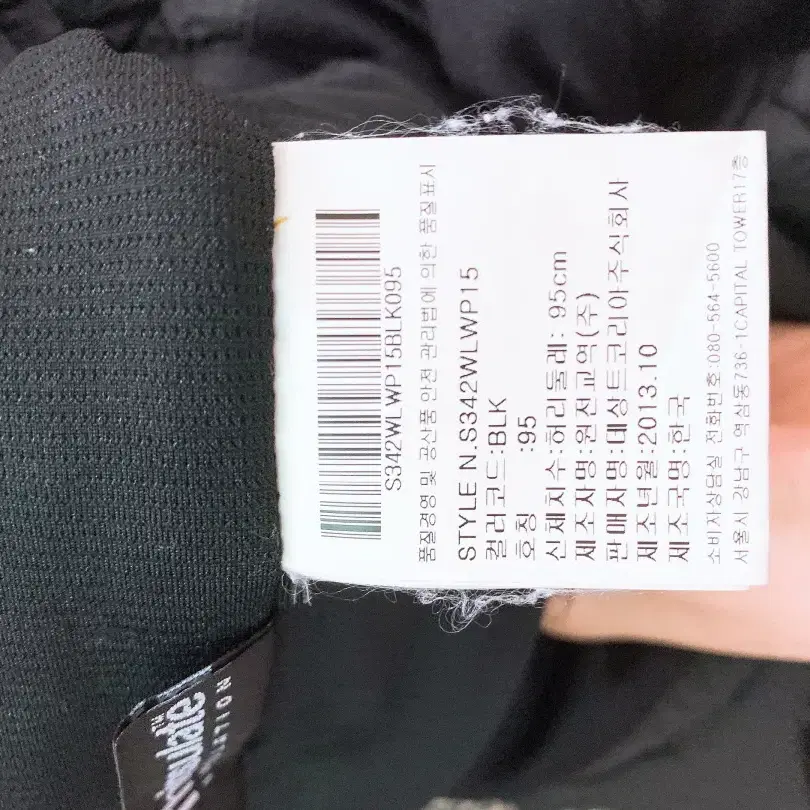 S342WLWP15BLK095
품질경영 및 공산품 안전 관리법에 의한 품질 표시
STYLE N.S342WLWP15
컬러코드:BLK
호칭 :95
신체치수:허리둘레: 95cm
제조자명:원천교역(주)
판매자명:데상트코리아주식회사
제조년월:2013.10
제조국명:한국
소비자상담실 전화번호:080-564-5600
서울시 강남구 역삼동736-1CAPITAL TOWER17층